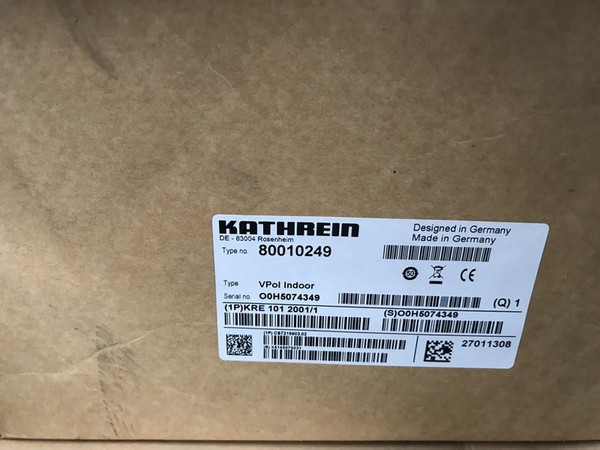 KATHREIN
DE - 83004 Rosenheim
Designed in Germany
Made in Germany
Type no. 80010249
50
Type VPol Indoor
Serial no. O0H5074349
(Q) 1
(1P)KRE 101 2001/1
(S)O0H5074349
27011308